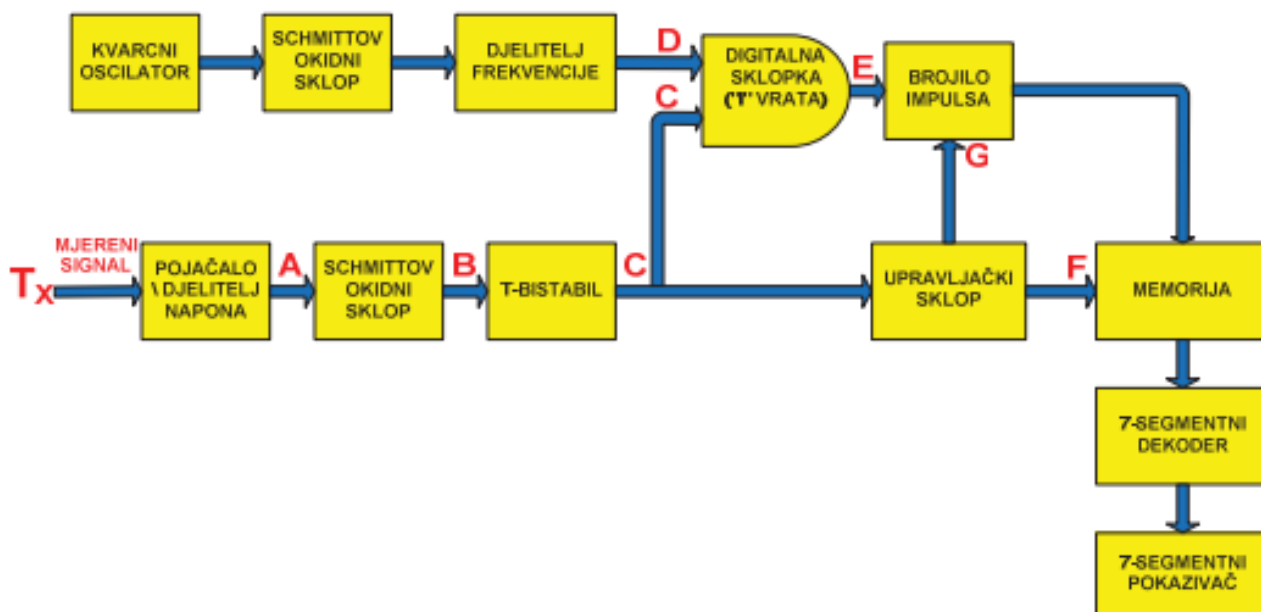 KVARCNI
OSCILATOR
SCHMITTOV
OKIDNI
SKLOP
DJELITELJ
FREKVENCIJE
D
C
DIGITALNA
SKLOPKA
("I" VRATA)
E
BROJILO
IMPULSA
G
MJERENI
SIGNAL
Tx
POJAČALO
\ DJELITELJ
NAPONA
A
SCHMITTOV
OKIDNI
SKLOP
B
T-BISTABIL
C
UPRAVLJAČKI
SKLOP
F
MEMORIJA
7-SEGMENTNI
DEKODER
7-SEGMENTNI
POKAZIVAČ